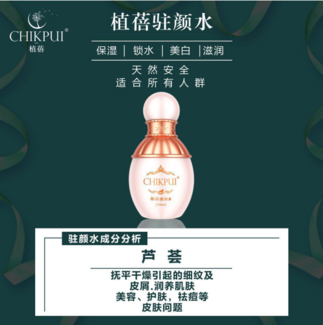 CHIKPUI®
植蓓
植蓓驻颜水
保湿 | 锁水 | 美白 | 滋润
天然安全
适合所有人群
CHIKPUI
驻颜水成分分析
芦荟
抚平干燥引起的细纹及
皮屑.润养肌肤
美容、护肤，祛痘等
皮肤问题